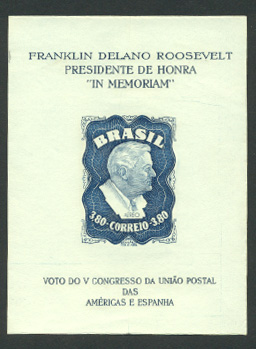 FRANKLIN DELANO ROOSEVELT
PRESIDENTE DE HONRA
"IN MEMORIAM"
BRASIL
3,80-CORREIO-3,80
VOTO DO V CONGRESSO DA UNIÃO POSTAL
DAS
AMÉRICAS E ESPANHA